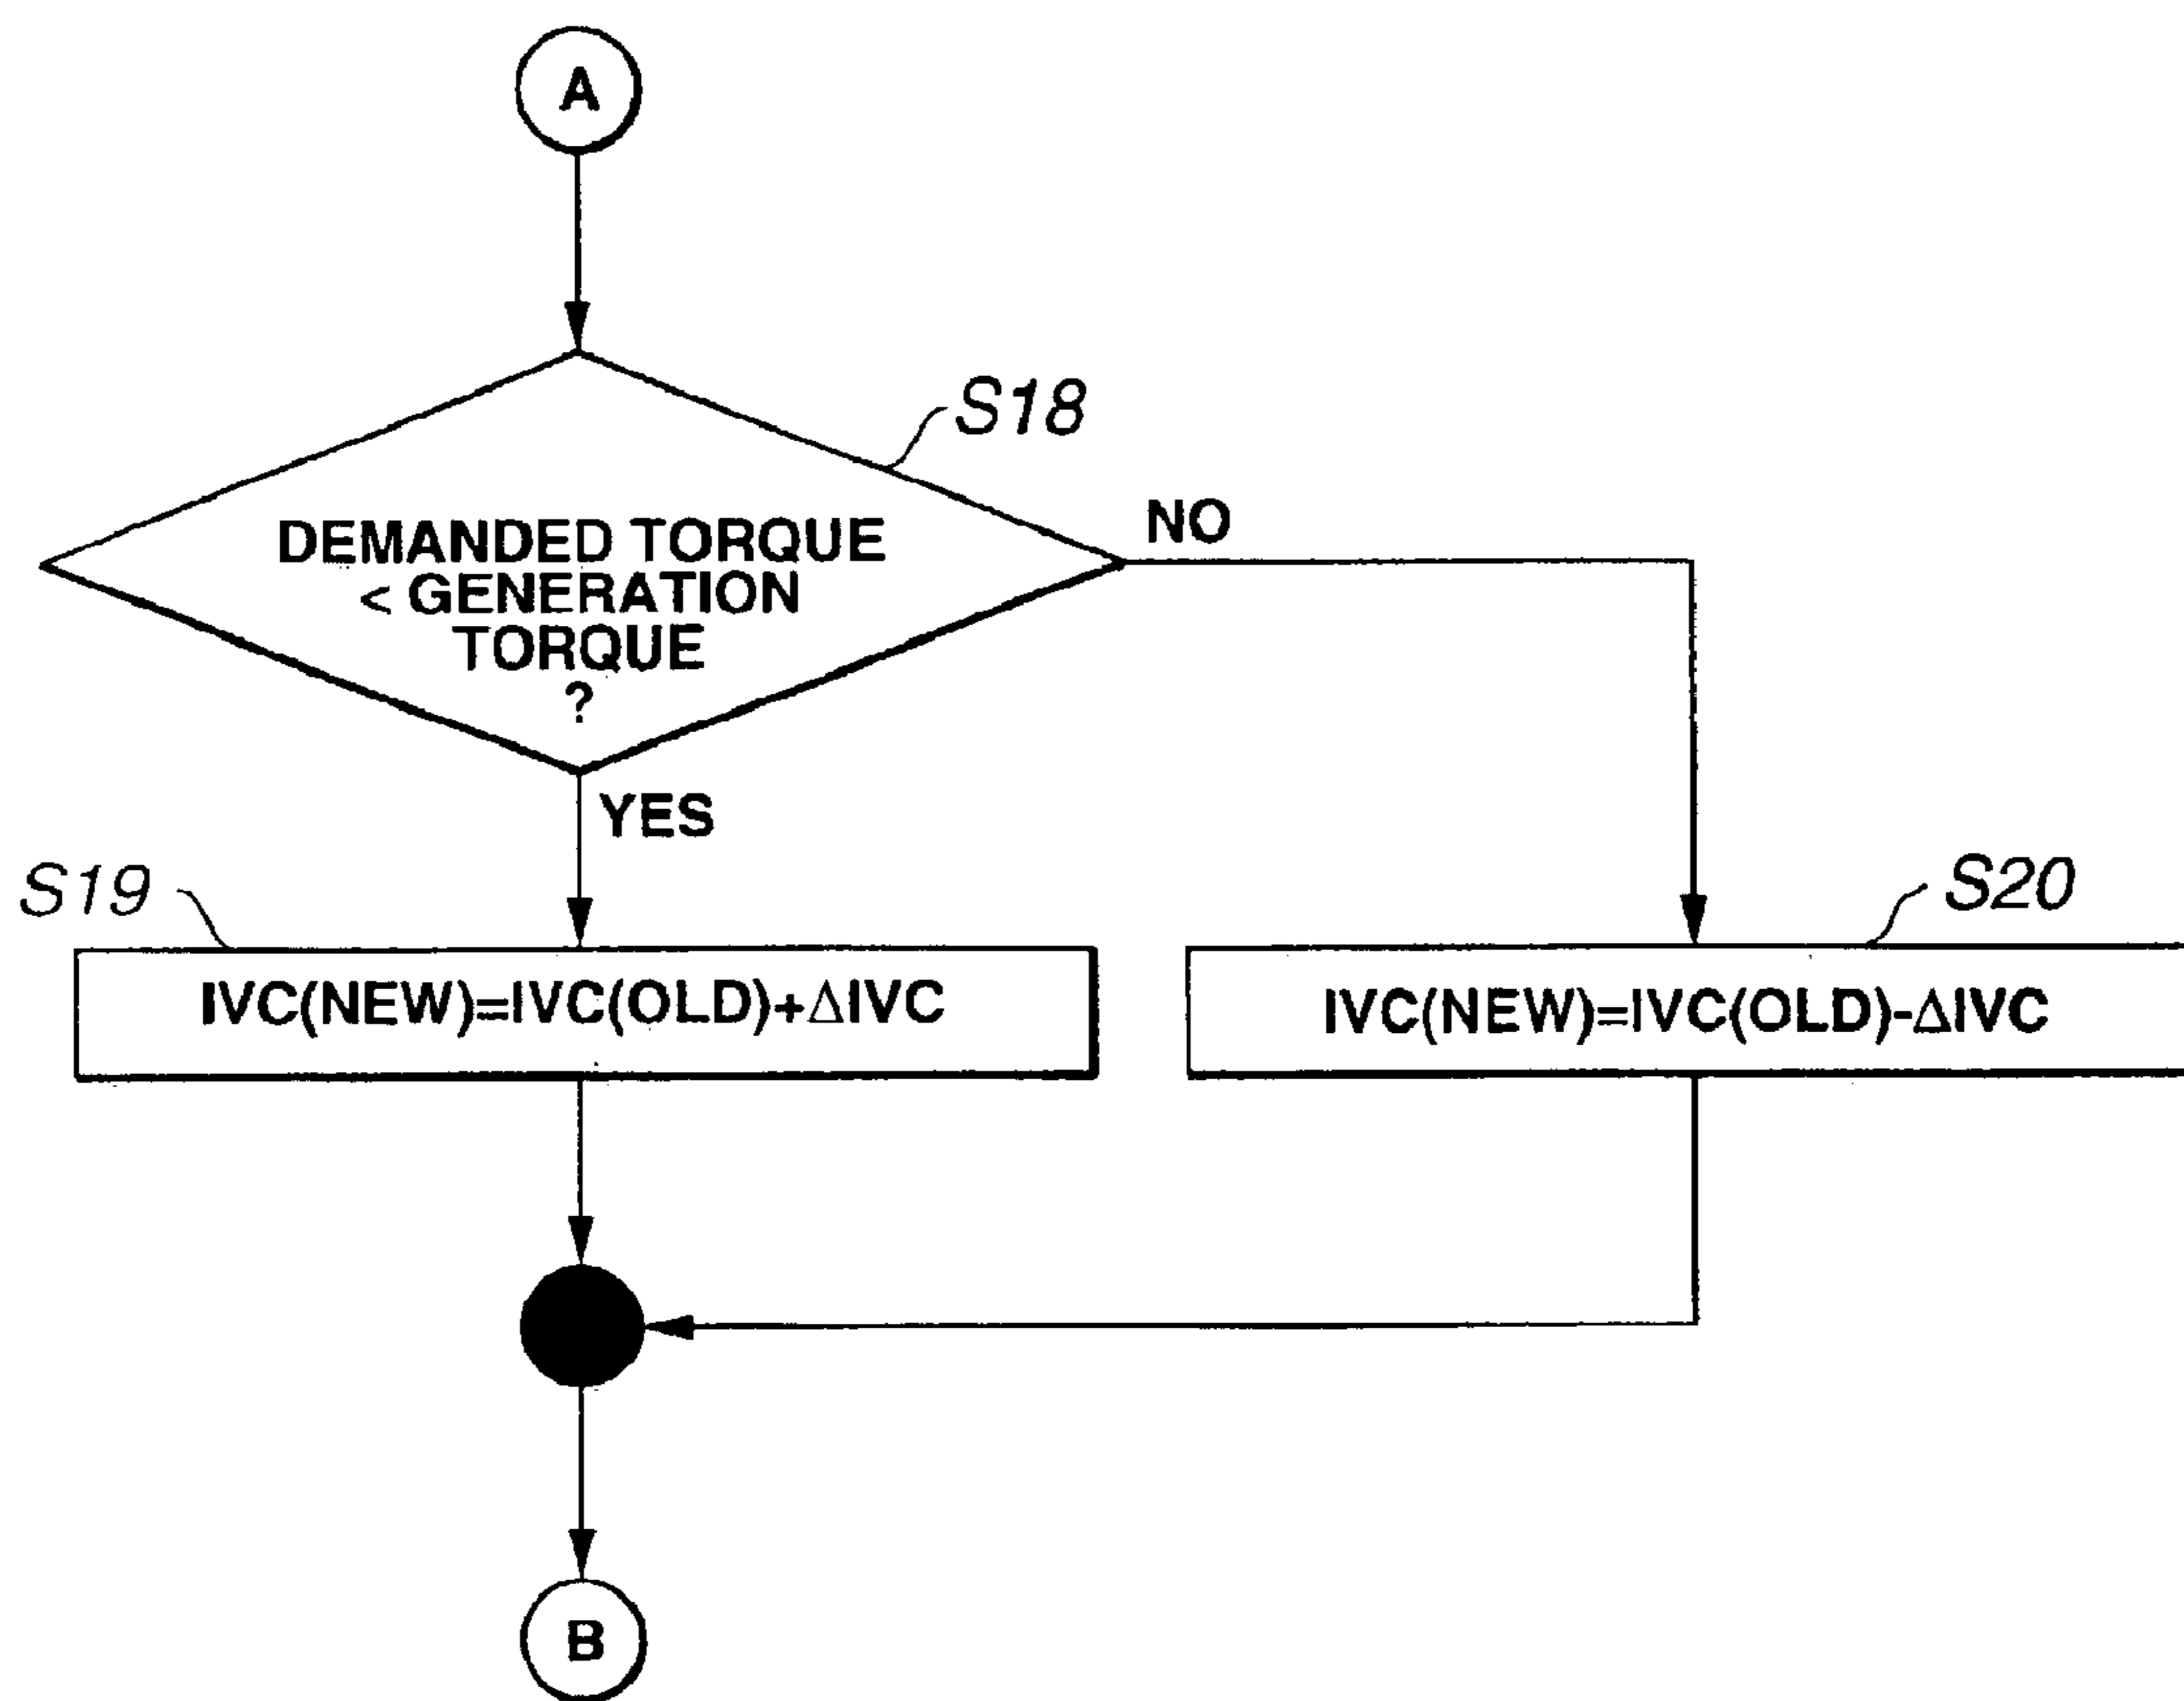 A
S18
DEMANDED TORQUE
< GENERATION
TORQUE
?
NO
YES
S19
IVC(NEW)=IVC(OLD)+ΔIVC
S20
IVC(NEW)=IVC(OLD)-ΔIVC
B